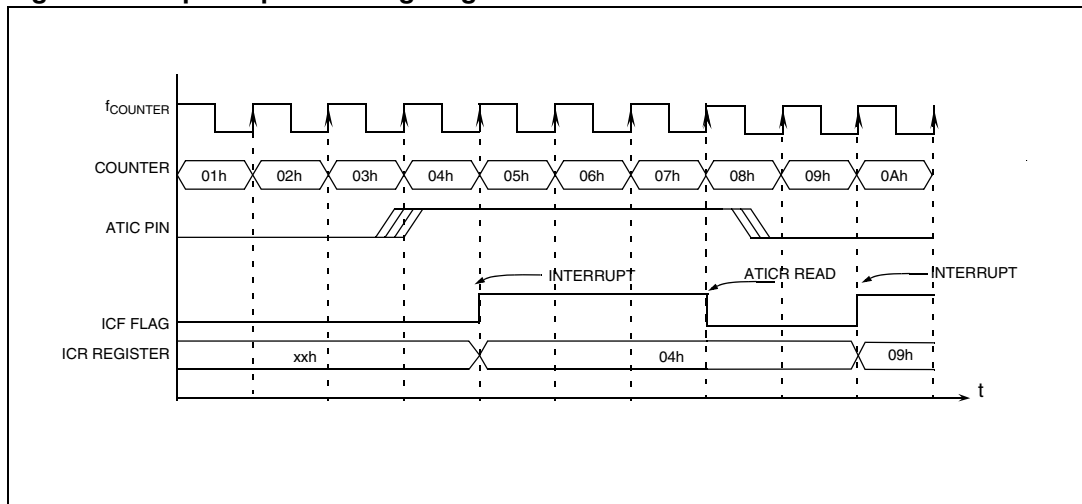 fCOUNTER
COUNTER
01h 02h 03h 04h 05h 06h 07h 08h 09h 0Ah
ATIC PIN
INTERRUPT ATICR READ INTERRUPT
ICF FLAG
ICR REGISTER
xxh 04h 09h
t